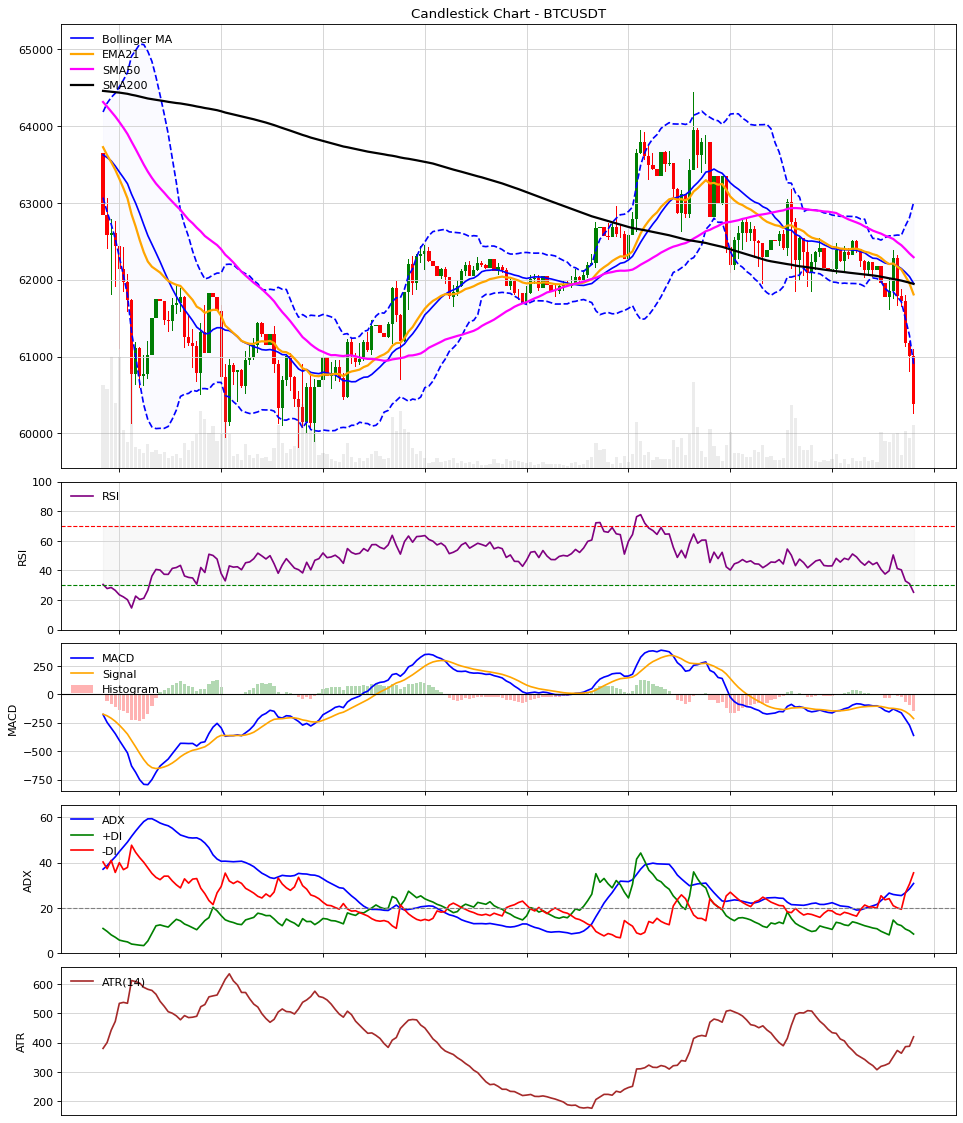 Candlestick Chart - BTCUSDT
Bollinger MA
EMA21
SMA50
SMA200
65000
64000
63000
62000
61000
60000
RSI
RSI
100
80
60
40
20
0
MACD
Signal
Histogram
MACD
250
0
−250
−500
−750
ADX
+DI
-DI
ADX
60
40
20
0
ATR(14)
ATR
600
500
400
300
200